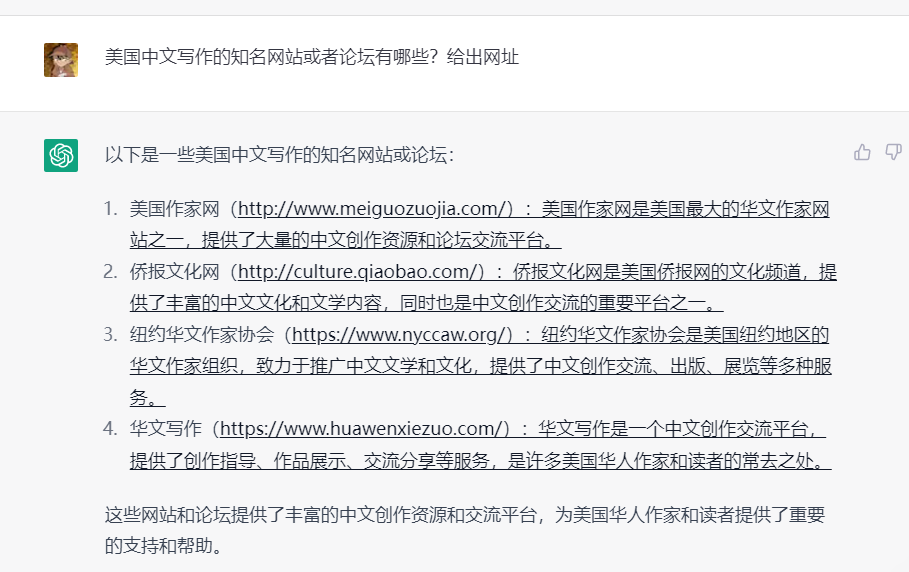 美国中文写作的知名网站或者论坛有哪些？给出网址
以下是一些美国中文写作的知名网站或论坛：
1. 美国作家网（http://www.meiguozuojia.com/）：美国作家网是美国最大的华文作家网
站之一，提供了大量的中文创作资源和论坛交流平台。
2. 侨报文化网（http://culture.qiaobao.com/）：侨报文化网是美国侨报网的文化频道，提
供了丰富的中文文化和文学内容，同时也是中文创作交流的重要平台之一。
3. 纽约华文作家协会（https://www.nyccaw.org/）：纽约华文作家协会是美国纽约地区的
华文作家组织，致力于推广中文文学和文化，提供了中文创作交流、出版、展览等多种服
务。
4. 华文写作（https://www.huawenxiezuo.com/）：华文写作是一个中文创作交流平台，
提供了创作指导、作品展示、交流分享等服务，是许多美国华人作家和读者的常去之处。
这些网站和论坛提供了丰富的中文创作资源和交流平台，为美国华人作家和读者提供了重要
的支持和帮助。